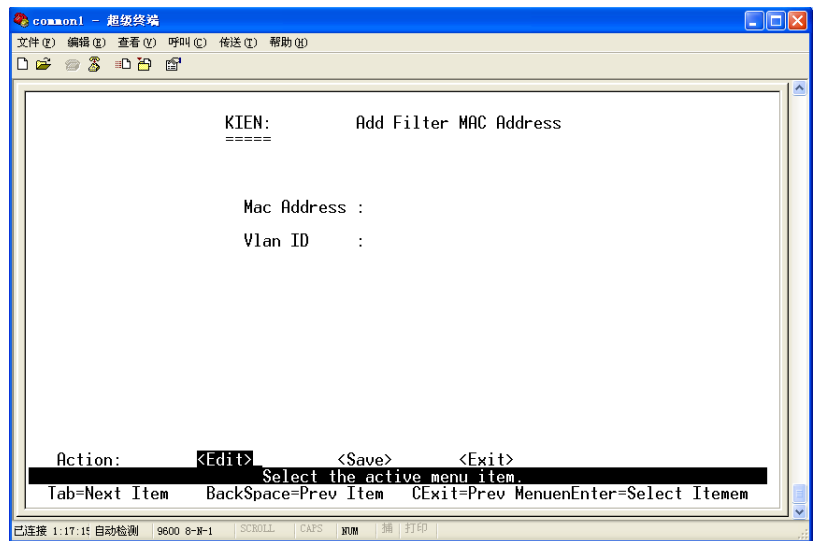 common1 - 超级终端
文件(F) 编辑(E) 查看(V) 呼叫(C) 传送(T) 帮助(H)
KIEN: Add Filter MAC Address
=====
Mac Address :
Vlan ID :
Action: <Edit> <Save> <Exit>
Select the active menu item.
Tab=Next Item BackSpace=Prev Item CExit=Prev MenuenEnter=Select Itemem
已连接 1:17:15 自动检测 9600 8-N-1 SCROLL CAPS NUM 捕 打印